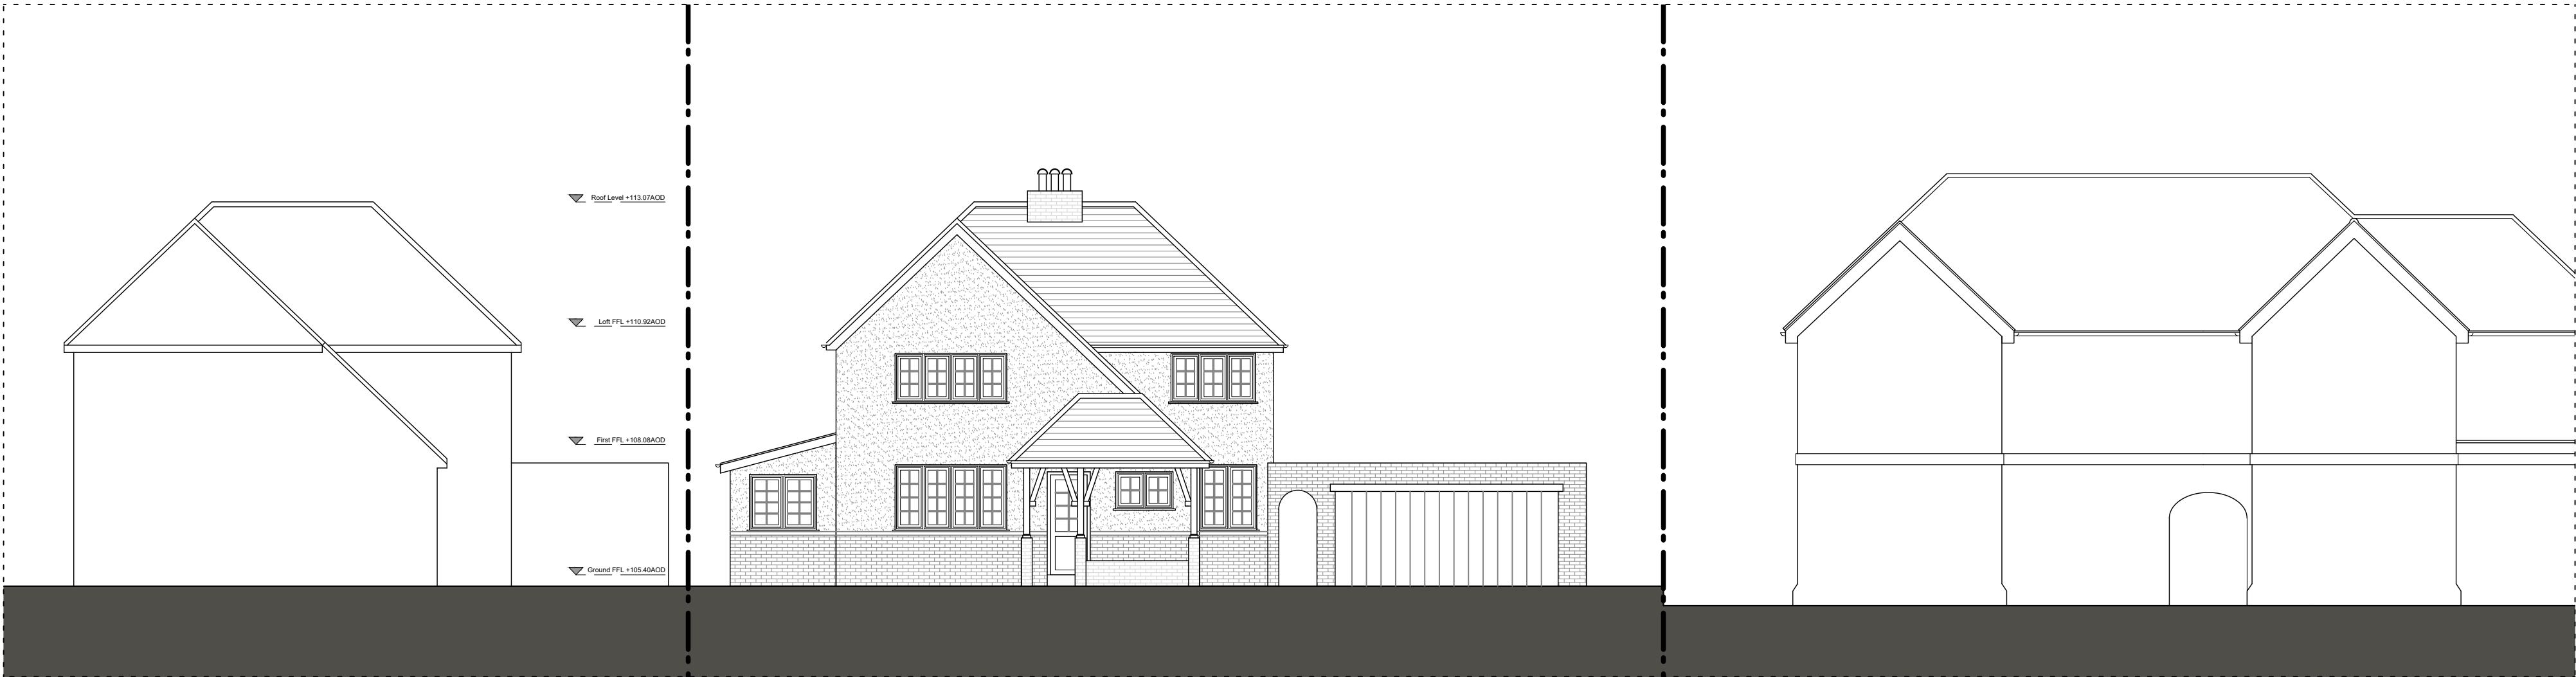 Roof Level +113.07AOD
Loft FFL +110.92AOD
First FFL +108.08AOD
Ground FFL +105.40AOD